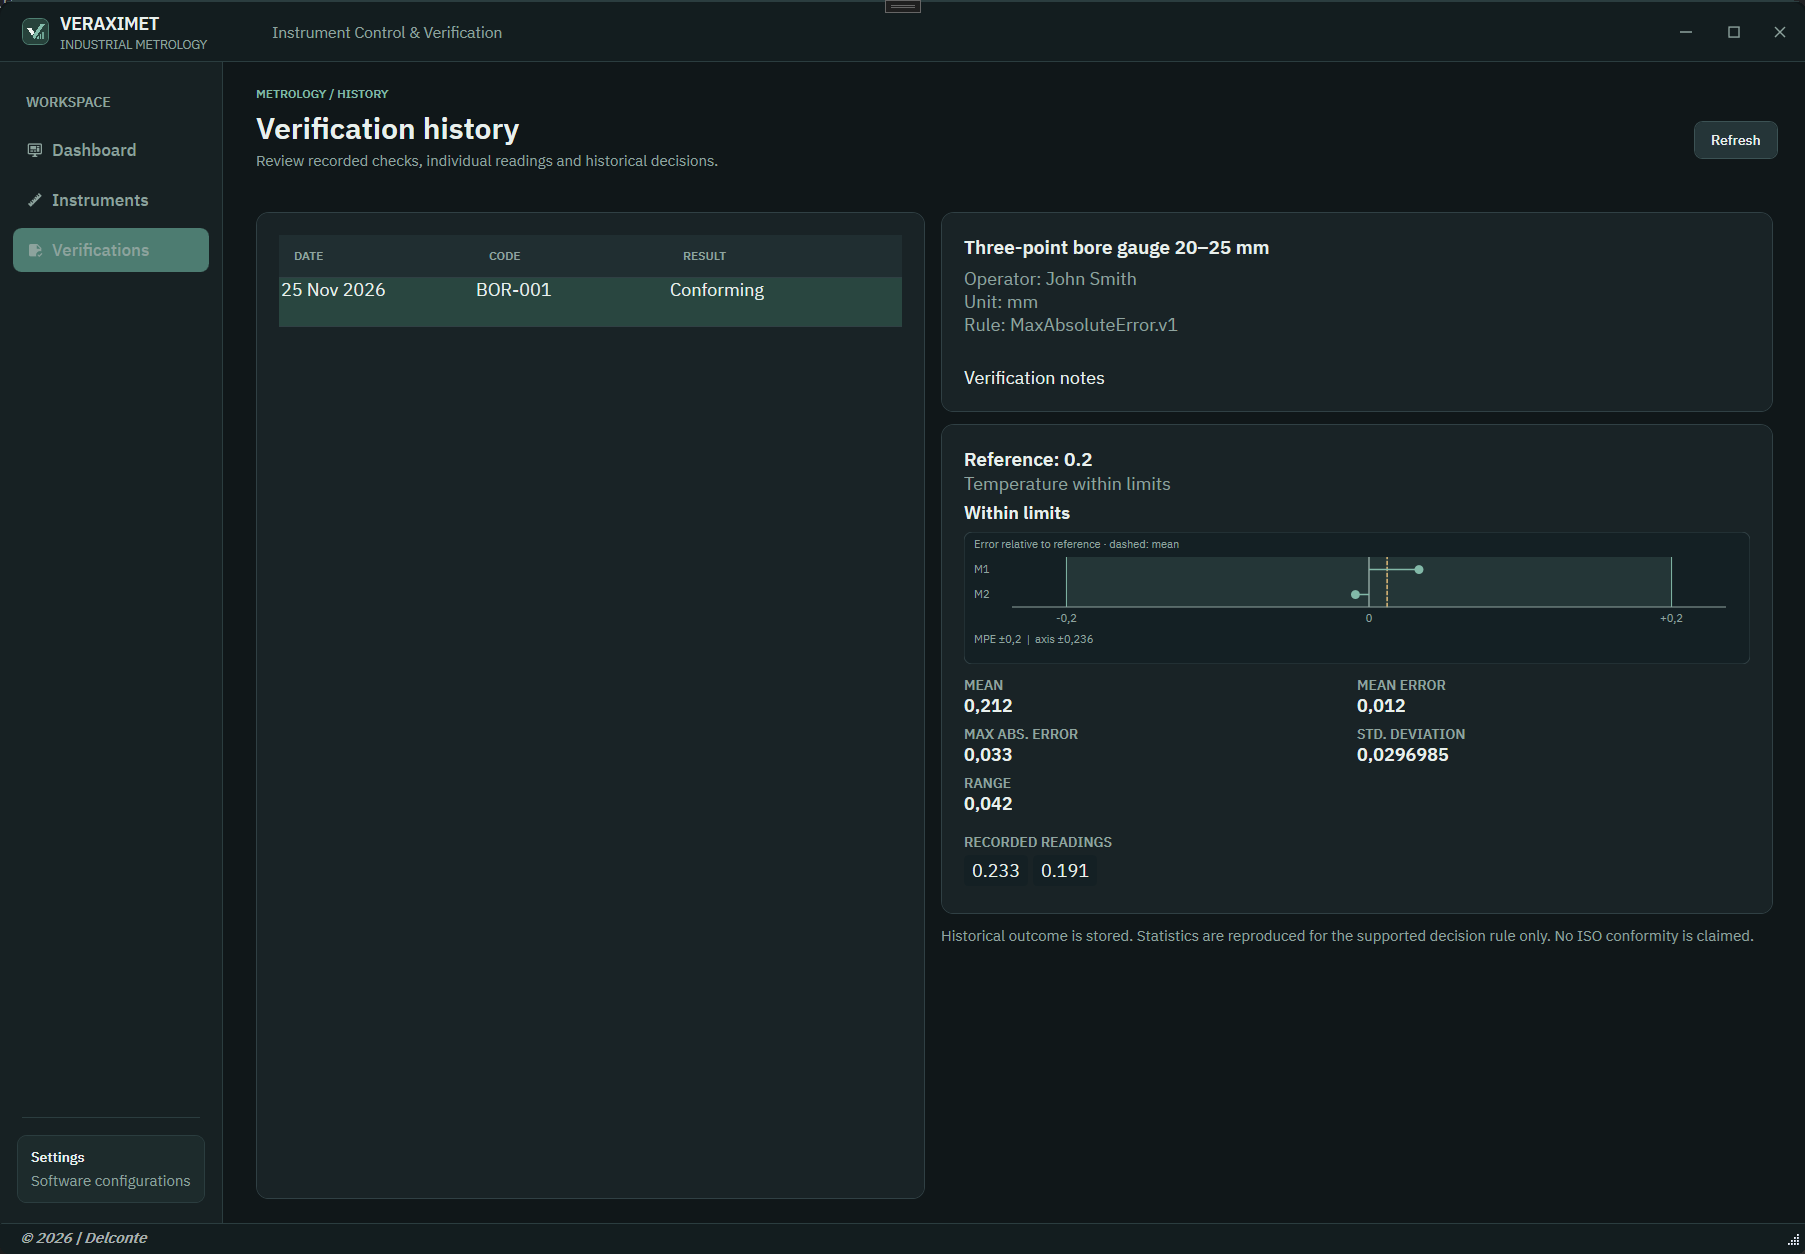 VERAXIMET
INDUSTRIAL METROLOGY
Instrument Control & Verification
WORKSPACE
Dashboard
Instruments
Verifications
METROLOGY / HISTORY
Verification history
Review recorded checks, individual readings and historical decisions.
Refresh
DATE CODE RESULT
25 Nov 2026 BOR-001 Conforming
Three-point bore gauge 20–25 mm
Operator: John Smith
Unit: mm
Rule: MaxAbsoluteError.v1
Verification notes
Reference: 0.2
Temperature within limits
Within limits
Error relative to reference · dashed: mean
M1
M2
-0,2 0 +0,2
MPE ±0,2 | axis ±0,236
MEAN MEAN ERROR
0,212 0,012
MAX ABS. ERROR STD. DEVIATION
0,033 0,0296985
RANGE
0,042
RECORDED READINGS
0.233 0.191
Historical outcome is stored. Statistics are reproduced for the supported decision rule only. No ISO conformity is claimed.
Settings
Software configurations
© 2026 | Delconte